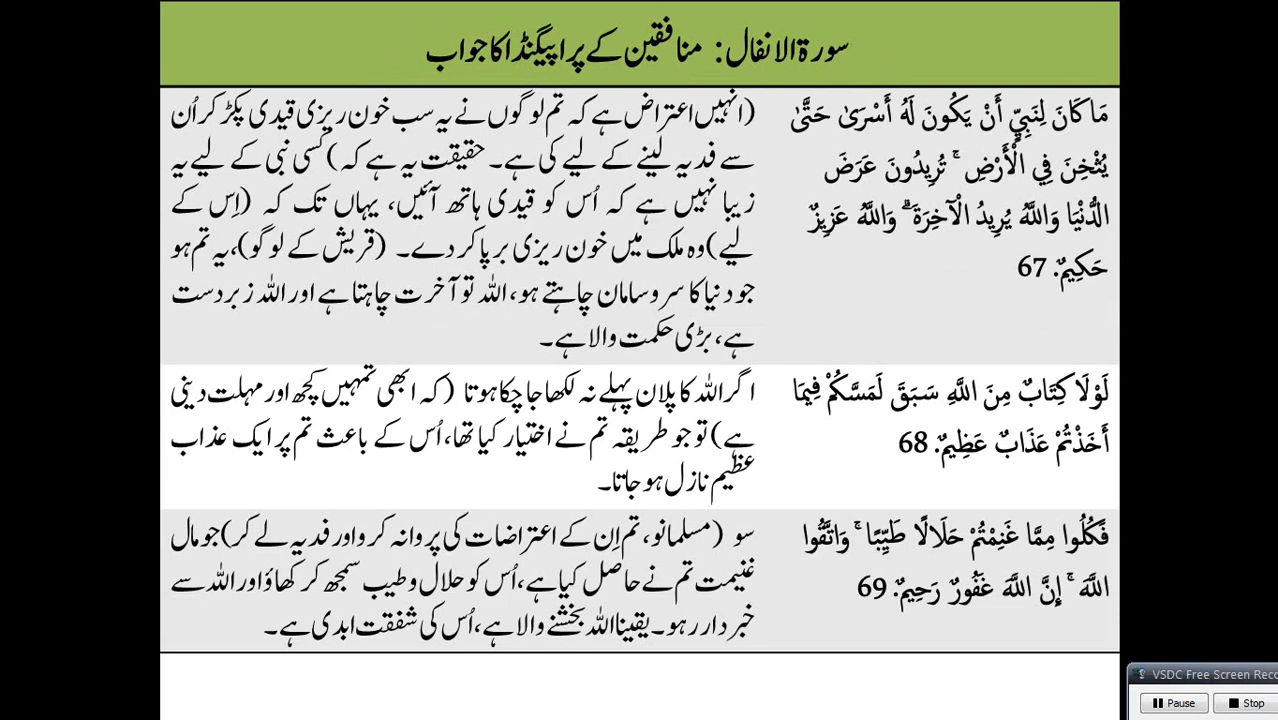 سورۃ الانفال: منافقین کے پراپیگنڈا کا جواب
مَا كَانَ لِنَبِيٍّ أَنْ يَكُونَ لَهُ أَسْرَىٰ حَتَّىٰ
يُثْخِنَ فِي الْأَرْضِ ۚ تُرِيدُونَ عَرَضَ
الدُّنْيَا وَاللَّهُ يُرِيدُ الْآخِرَةَ ۗ وَاللَّهُ عَزِيزٌ
حَكِيمٌ. 67
(انہیں اعتراض ہے کہ تم لوگوں نے یہ سب خون ریزی قیدی پکڑ کر اُن
سے فدیہ لینے کے لیے کی ہے۔ حقیقت یہ ہے کہ) کسی نبی کے لیے یہ
زیبا نہیں ہے کہ اُس کو قیدی ہاتھ آئیں، یہاں تک کہ (اِس کے
لیے) وہ ملک میں خون ریزی برپا کر دے۔ (قریش کے لوگو)، یہ تم ہو
جو دنیا کا سر و سامان چاہتے ہو، اللہ تو آخرت چاہتا ہے اور اللہ زبردست
ہے، بڑی حکمت والا ہے۔
لَوْلَا كِتَابٌ مِنَ اللَّهِ سَبَقَ لَمَسَّكُمْ فِيمَا
أَخَذْتُمْ عَذَابٌ عَظِيمٌ. 68
اگر اللہ کا پلان پہلے نہ لکھا جا چکا ہوتا (کہ ابھی تمہیں کچھ اور مہلت دینی
ہے) تو جو طریقہ تم نے اختیار کیا تھا، اُس کے باعث تم پر ایک عذاب
عظیم نازل ہو جاتا۔
فَكُلُوا مِمَّا غَنِمْتُمْ حَلَالًا طَيِّبًا ۚ وَاتَّقُوا
اللَّهَ ۚ إِنَّ اللَّهَ غَفُورٌ رَحِيمٌ. 69
سو (مسلمانو، تم اِن کے اعتراضات کی پروا نہ کرو اور فدیہ لے کر) جو مال
غنیمت تم نے حاصل کیا ہے، اُس کو حلال و طیب سمجھ کر کھاؤ اور اللہ سے
خبردار رہو۔ یقینا اللہ بخشنے والا ہے، اُس کی شفقت ابدی ہے۔
VSDC Free Screen Reco
Pause Stop